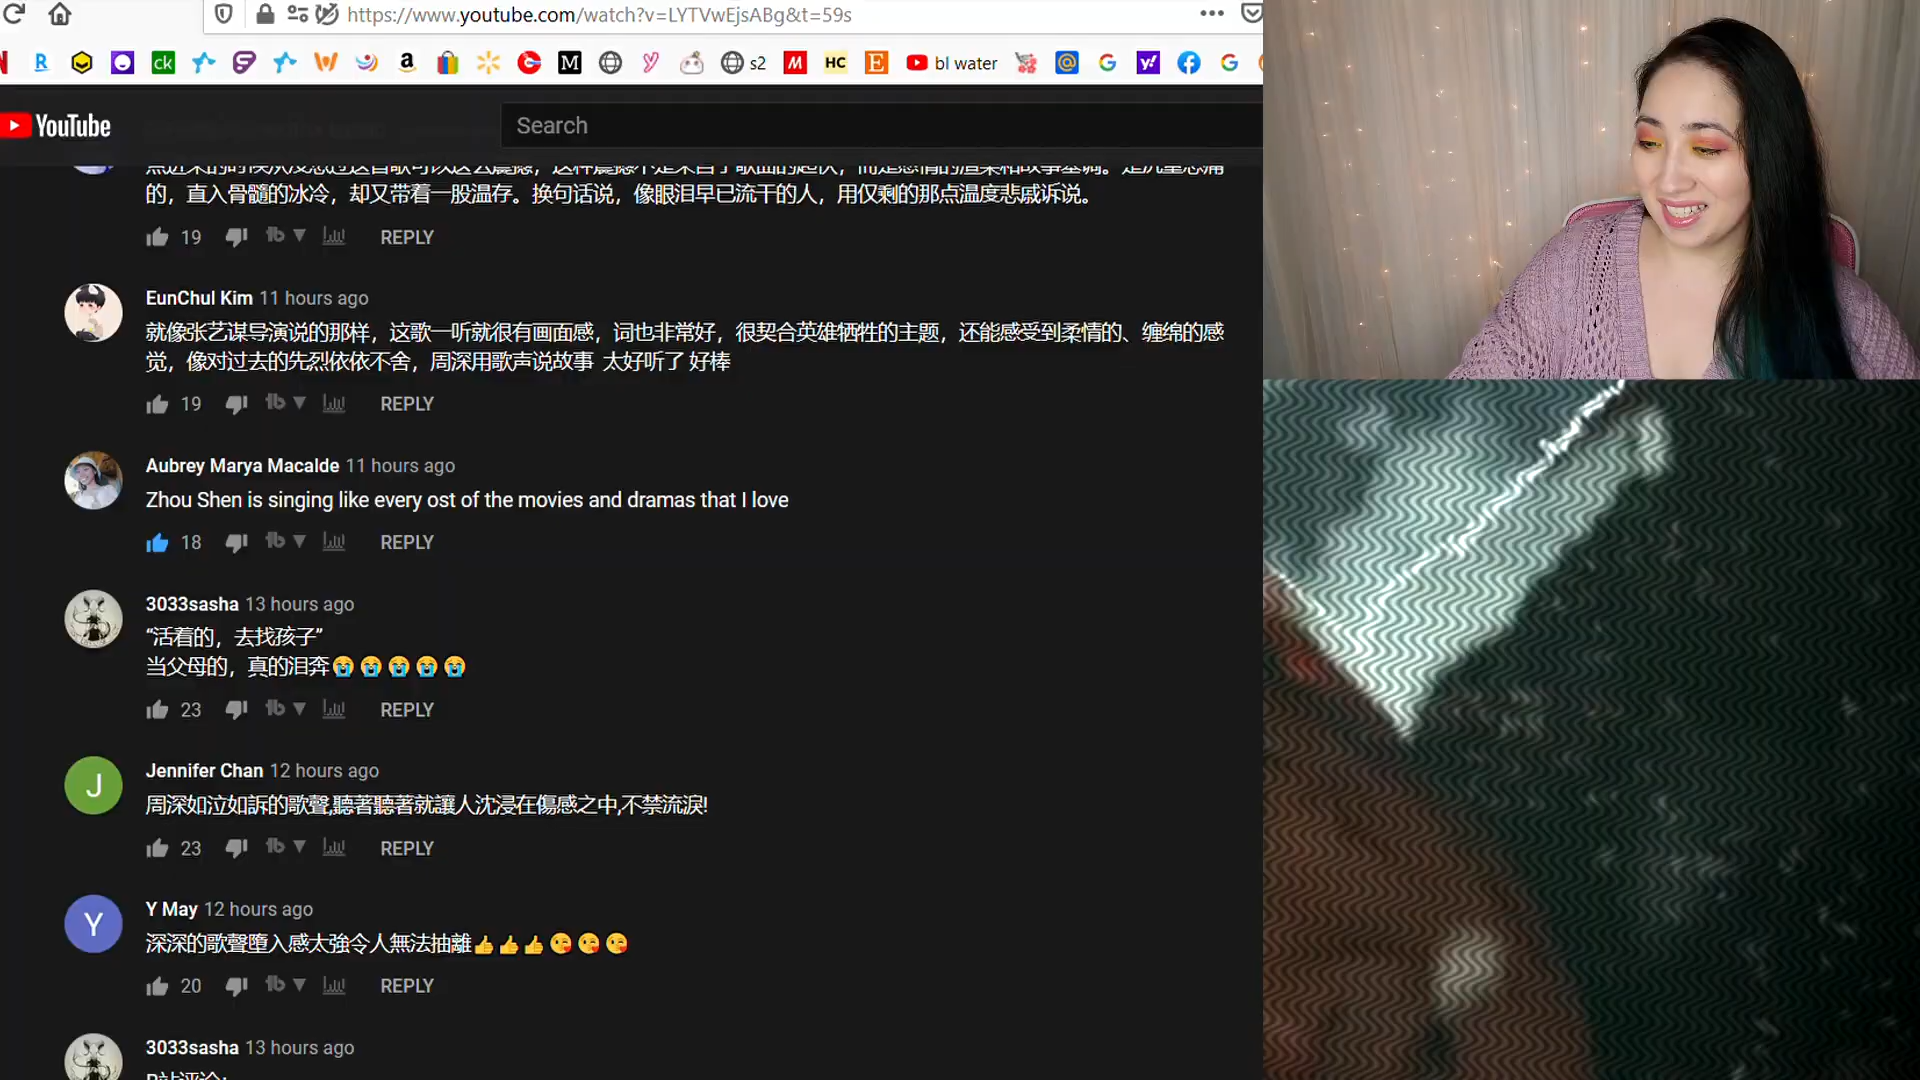 https://www.youtube.com/watch?v=LYTVwEjsABg&t=59s
ck
a
M
s2
M
HC
E
bl water
G
y!
G
YouTube
Search
的，直入骨髓的冰冷，却又带着一股温存。换句话说，像眼泪早已流干的人，用仅剩的那点温度悲戚诉说。
19
REPLY
EunChul Kim 11 hours ago
就像张艺谋导演说的那样，这歌一听就很有画面感，词也非常好，很契合英雄牺牲的主题，还能感受到柔情的、缠绵的感
觉，像对过去的先烈依依不舍，周深用歌声说故事 太好听了 好棒
19
REPLY
Aubrey Marya Macalde 11 hours ago
Zhou Shen is singing like every ost of the movies and dramas that I love
18
REPLY
3033sasha 13 hours ago
“活着的，去找孩子”
当父母的，真的泪奔😭😭😭😭😭
23
REPLY
J
Jennifer Chan 12 hours ago
周深如泣如訴的歌聲,聽著聽著就讓人沈浸在傷感之中,不禁流淚!
23
REPLY
Y
Y May 12 hours ago
深深的歌聲墮入感太強令人無法抽離👍👍👍😘😘😘
20
REPLY
3033sasha 13 hours ago